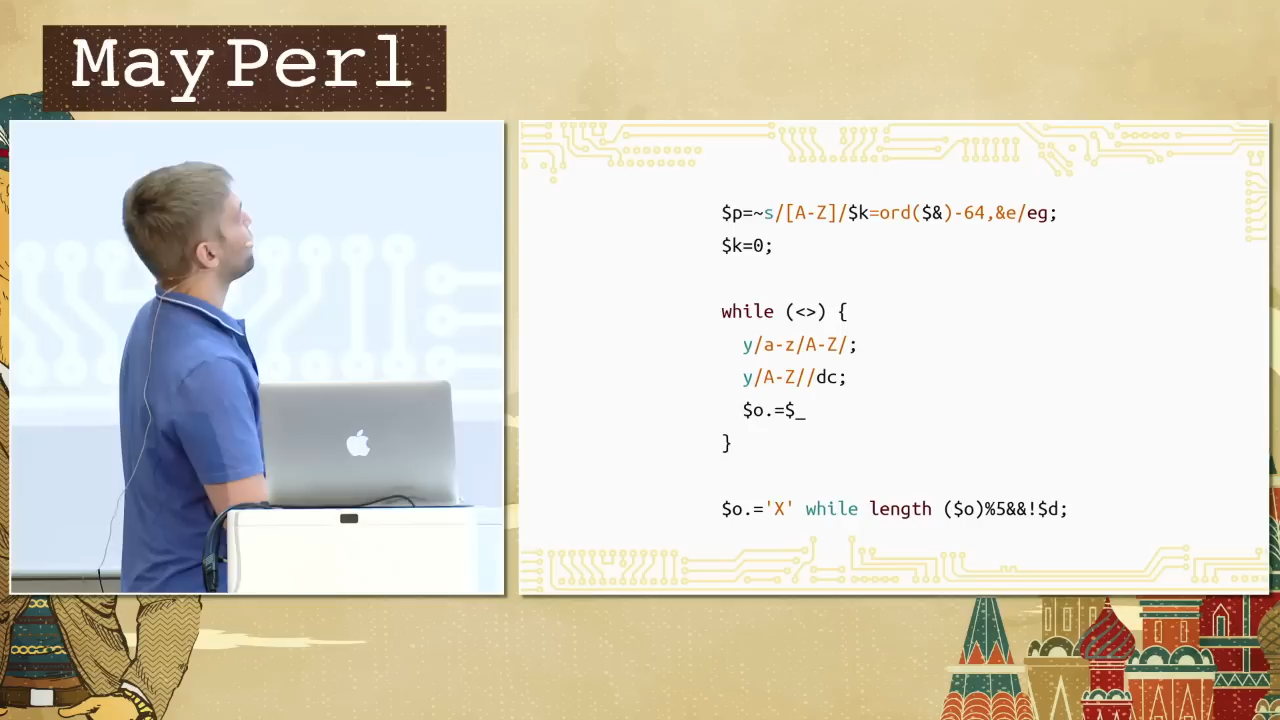 MayPerl
$p=~s/[A-Z]/$k=ord($&)-64,&e/eg;
$k=0;
while (<>) {
y/a-z/A-Z/;
y/A-Z//dc;
$o.=$_
}
$o.='X' while length ($o)%5&&!$d;